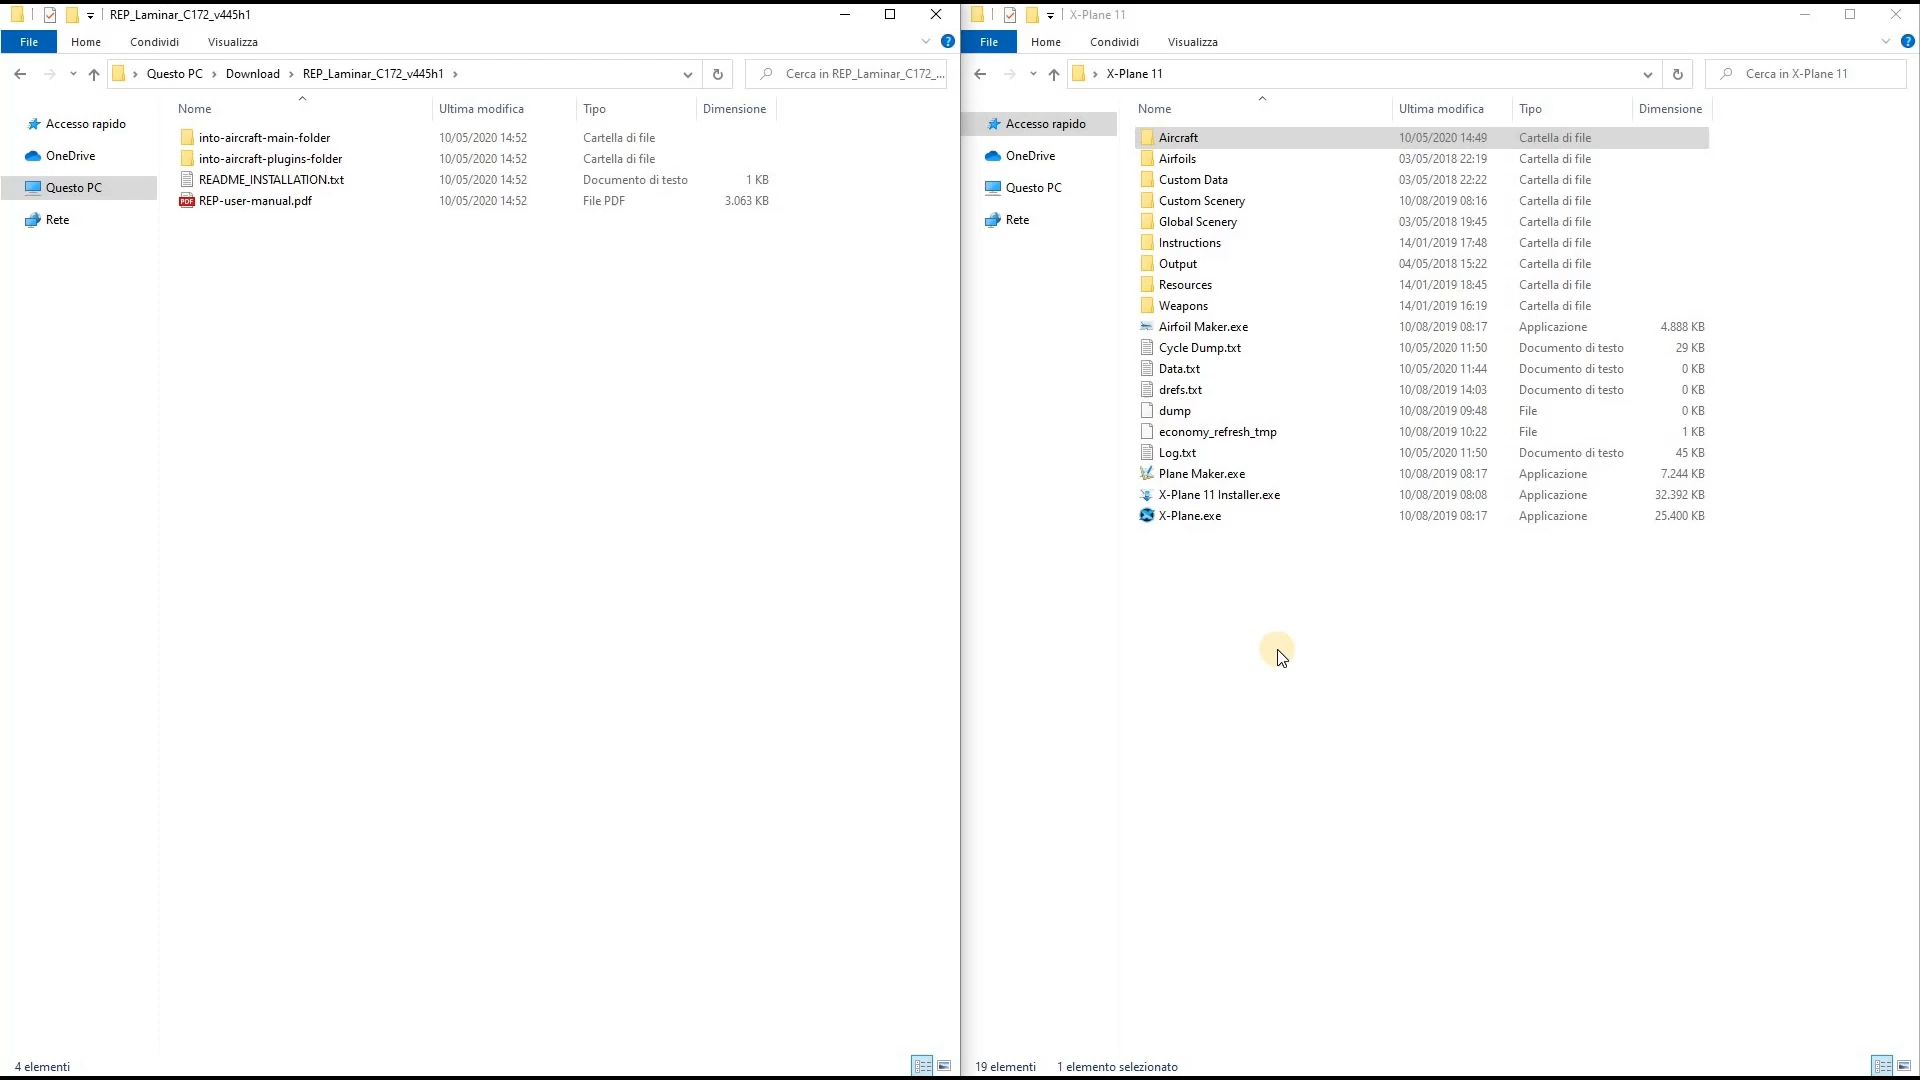 REP_Laminar_C172_v445h1
File Home Condividi Visualizza
Questo PC Download REP_Laminar_C172_v445h1
Cerca in REP_Laminar_C172_...
Nome Ultima modifica Tipo Dimensione
Accesso rapido
OneDrive
Questo PC
Rete
into-aircraft-main-folder 10/05/2020 14:52 Cartella di file
into-aircraft-plugins-folder 10/05/2020 14:52 Cartella di file
README_INSTALLATION.txt 10/05/2020 14:52 Documento di testo 1 KB
PDF REP-user-manual.pdf 10/05/2020 14:52 File PDF 3.063 KB
4 elementi
X-Plane 11
File Home Condividi Visualizza
X-Plane 11
Cerca in X-Plane 11
Nome Ultima modifica Tipo Dimensione
Accesso rapido
OneDrive
Questo PC
Rete
Aircraft 10/05/2020 14:49 Cartella di file
Airfoils 03/05/2018 22:19 Cartella di file
Custom Data 03/05/2018 22:22 Cartella di file
Custom Scenery 10/08/2019 08:16 Cartella di file
Global Scenery 03/05/2018 19:45 Cartella di file
Instructions 14/01/2019 17:48 Cartella di file
Output 04/05/2018 15:22 Cartella di file
Resources 14/01/2019 18:45 Cartella di file
Weapons 14/01/2019 16:19 Cartella di file
Airfoil Maker.exe 10/08/2019 08:17 Applicazione 4.888 KB
Cycle Dump.txt 10/05/2020 11:50 Documento di testo 29 KB
Data.txt 10/05/2020 11:44 Documento di testo 0 KB
drefs.txt 10/08/2019 14:03 Documento di testo 0 KB
dump 10/08/2019 09:48 File 0 KB
economy_refresh_tmp 10/08/2019 10:22 File 1 KB
Log.txt 10/05/2020 11:50 Documento di testo 45 KB
Plane Maker.exe 10/08/2019 08:17 Applicazione 7.244 KB
X-Plane 11 Installer.exe 10/08/2019 08:08 Applicazione 32.392 KB
X-Plane.exe 10/08/2019 08:17 Applicazione 25.400 KB
19 elementi 1 elemento selezionato